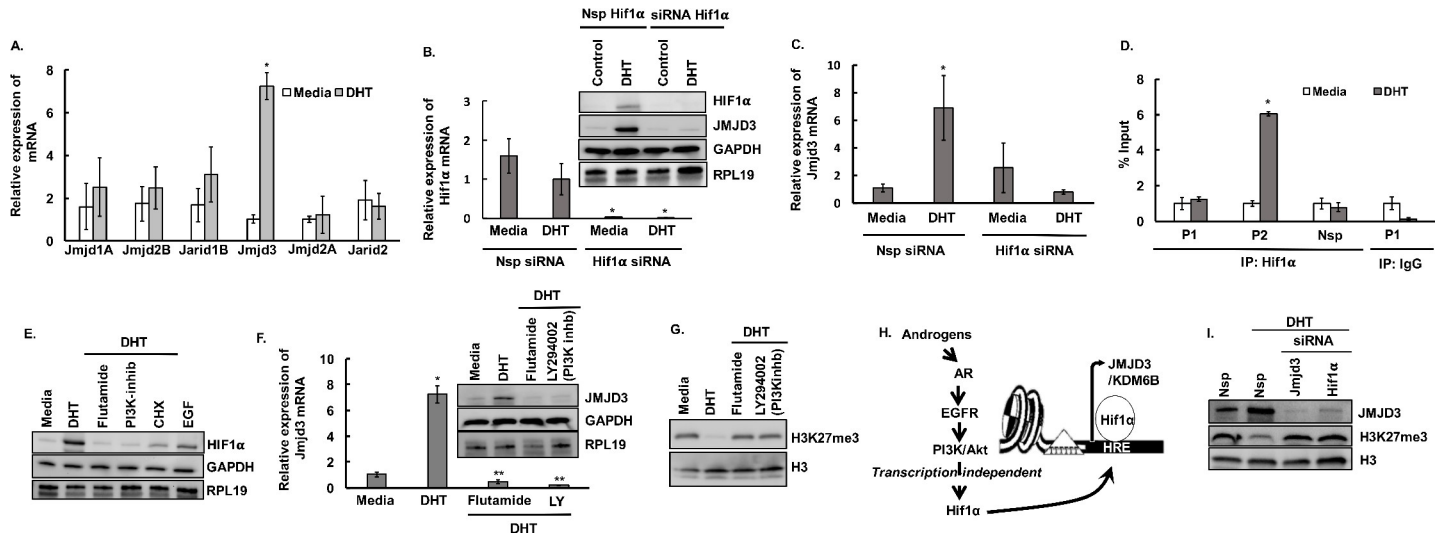 A.
Relative expression of
mRNA
8
6
4
2
0
*
Media DHT
Jmjd1A Jmjd2B Jarid1B Jmjd3 Jmjd2A Jarid2
B.
Nsp Hif1α siRNA Hif1α
Control DHT Control DHT
HIF1α
JMJD3
GAPDH
RPL19
Relative expression of
Hif1α mRNA
3
2
1
0
* *
Media DHT Media DHT
Nsp siRNA Hif1α siRNA
C.
Relative expression of
Jmjd3 mRNA
10
8
6
4
2
0
*
Media DHT Media DHT
Nsp siRNA Hif1α siRNA
D.
% Input
8
6
4
2
0
Media DHT
*
P1 P2 Nsp P1
IP: Hif1α IP: IgG
E.
DHT
Media DHT Flutamide PI3K-inhib CHX EGF
HIF1α
GAPDH
RPL19
F.
DHT
Media DHT Flutamide LY294002
(PI3K inhb)
JMJD3
GAPDH
RPL19
Relative expression of
Jmjd3 mRNA
10
8
6
4
2
0
*
** **
Media DHT Flutamide LY
DHT
G.
DHT
Media DHT Flutamide LY294002
(PI3Kinhb)
H3K27me3
H3
H.
Androgens
AR
EGFR
PI3K/Akt
Transcription independent
Hif1α
JMJD3
/KDM6B
Hif1α
HRE
I.
DHT
siRNA
Nsp Nsp Jmjd3 Hif1α
JMJD3
H3K27me3
H3